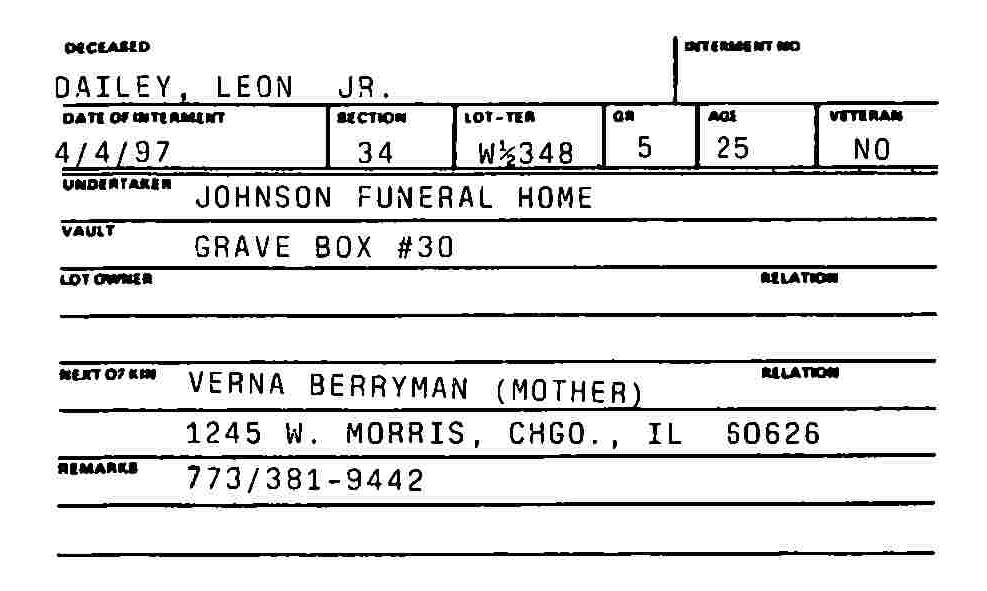 DECEASED INTERMENT NO
DAILEY, LEON JR.
DATE OF INTERMENT SECTION LOT-TER GR AGE VETERAN
4/4/97 34 W½348 5 25 NO
UNDERTAKER JOHNSON FUNERAL HOME
VAULT GRAVE BOX #30
LOT OWNER RELATION
NEXT OF KIN VERNA BERRYMAN (MOTHER) RELATION
1245 W. MORRIS, CHGO., IL 60626
REMARKS 773/381-9442